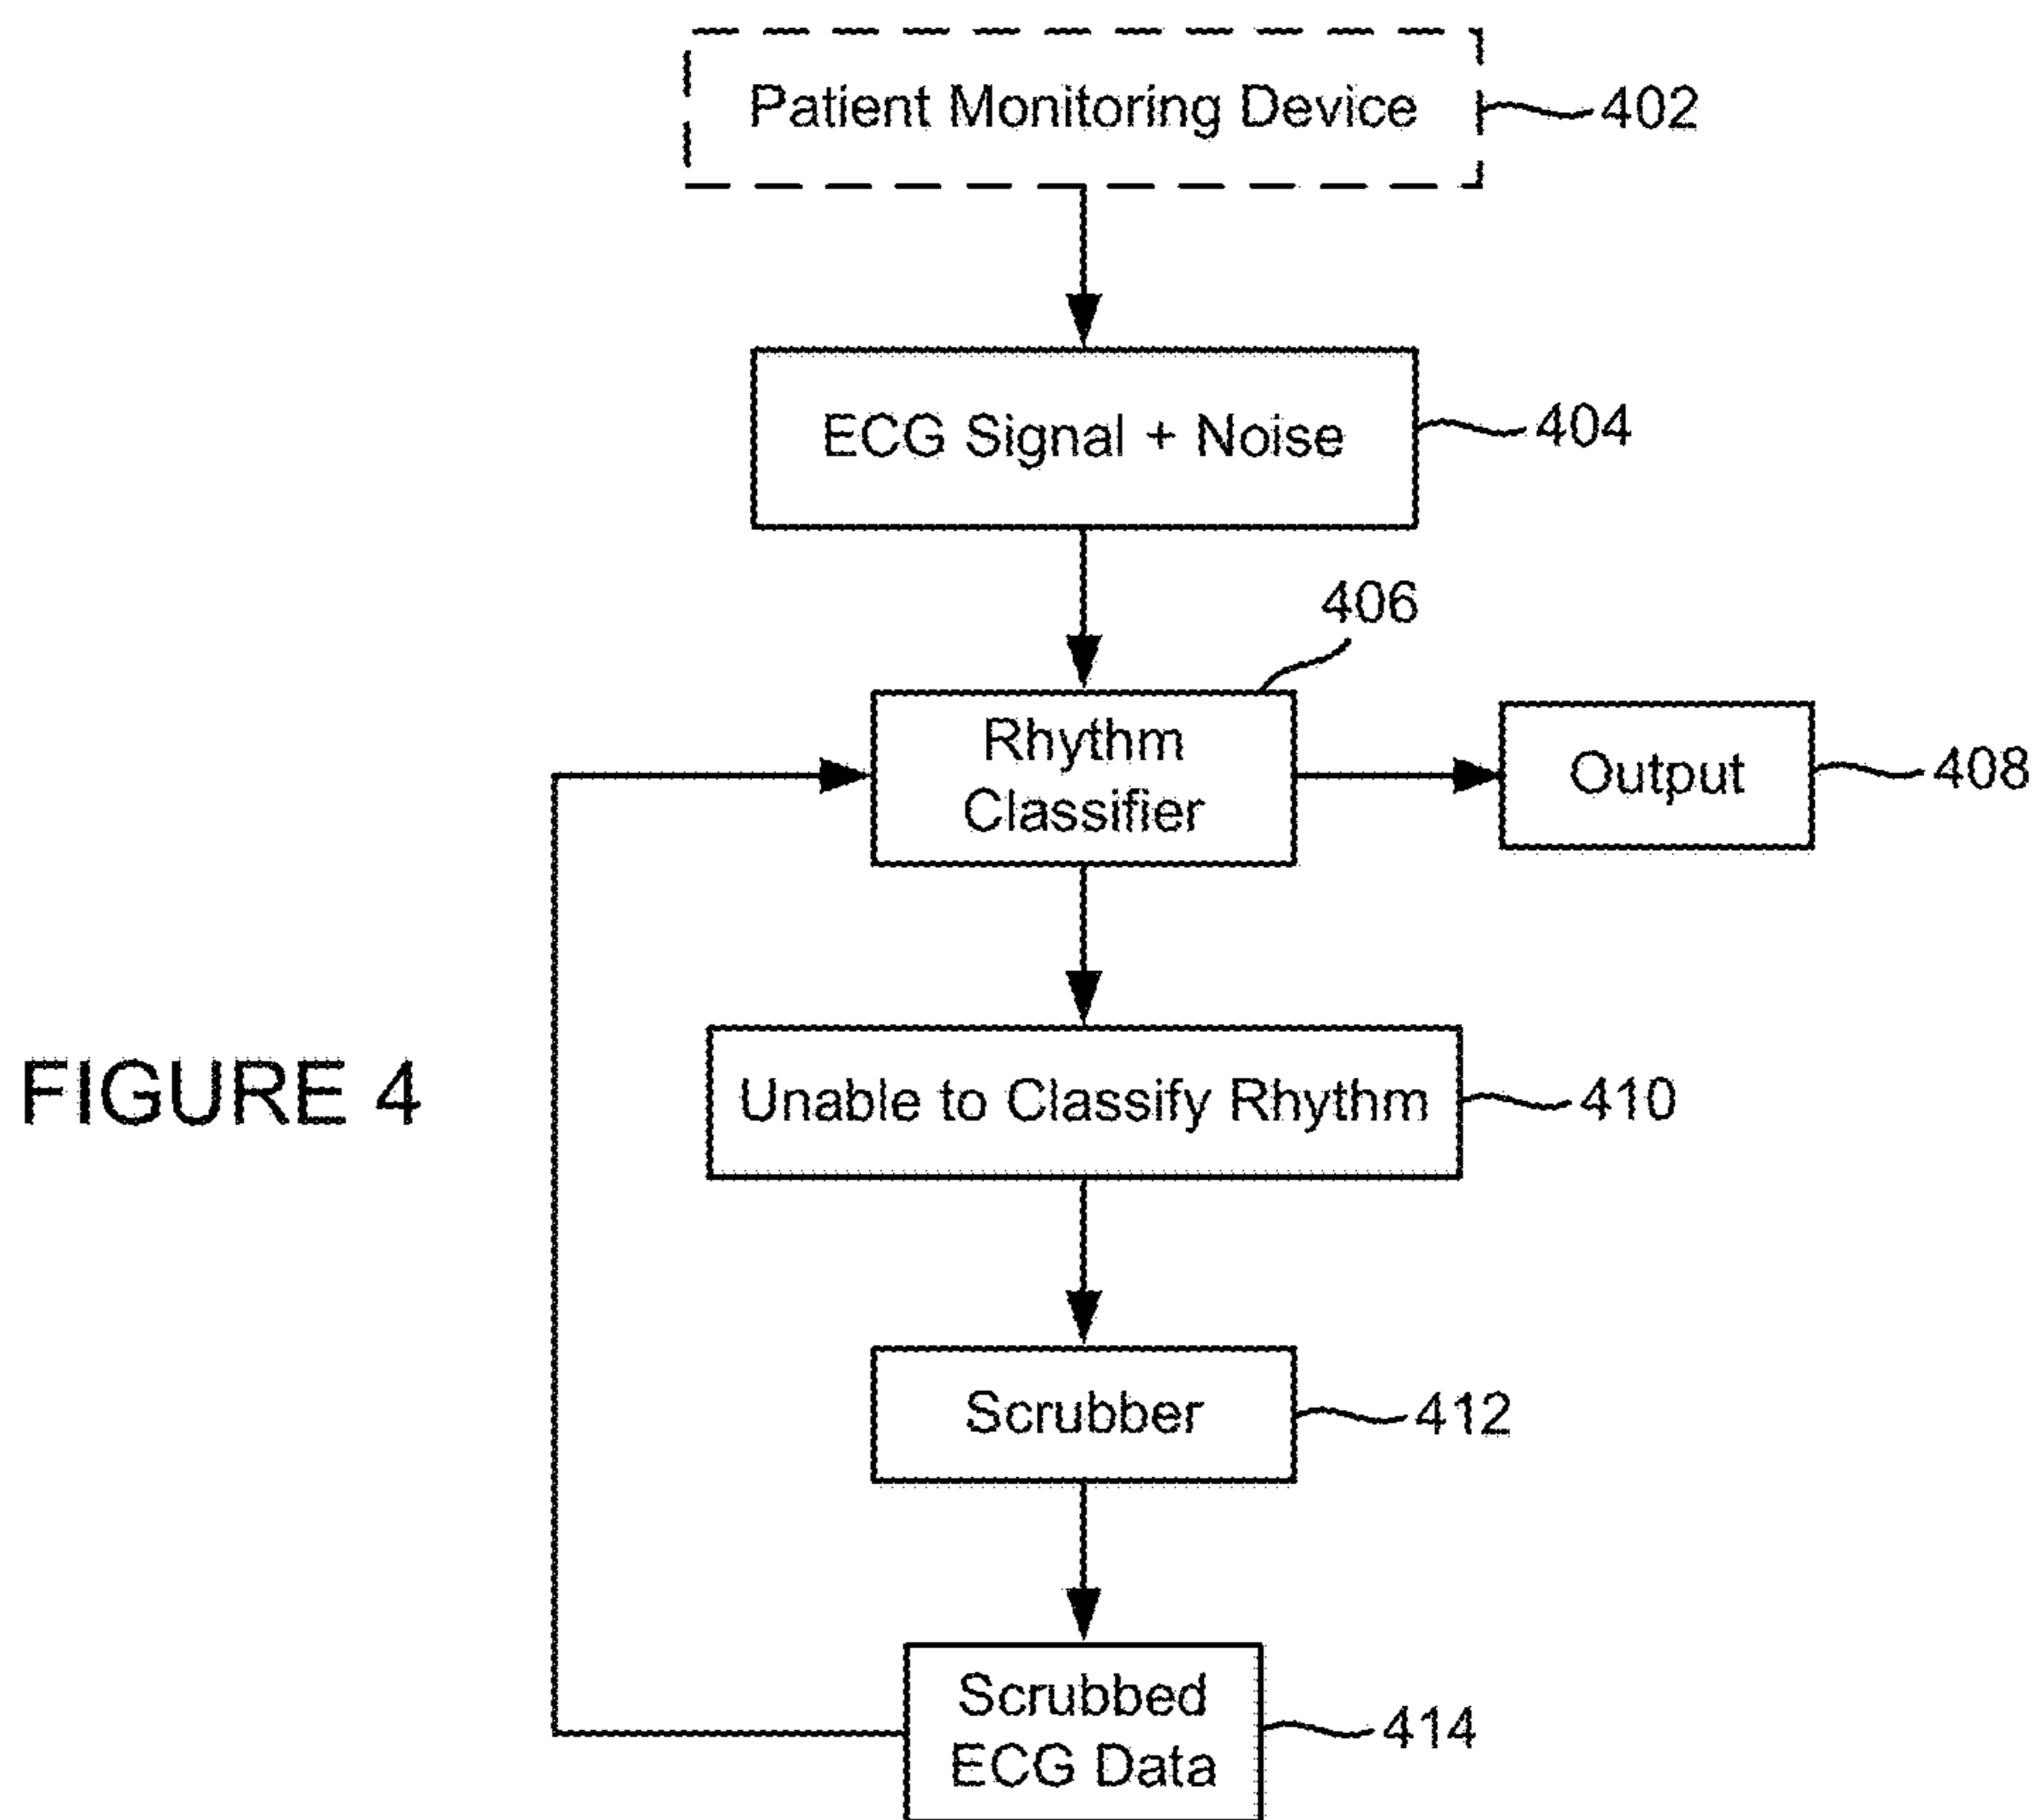 Patient Monitoring Device
402
ECG Signal + Noise
404
406
Rhythm
Classifier
Output
408
FIGURE 4
Unable to Classify Rhythm
410
Scrubber
412
Scrubbed
ECG Data
414